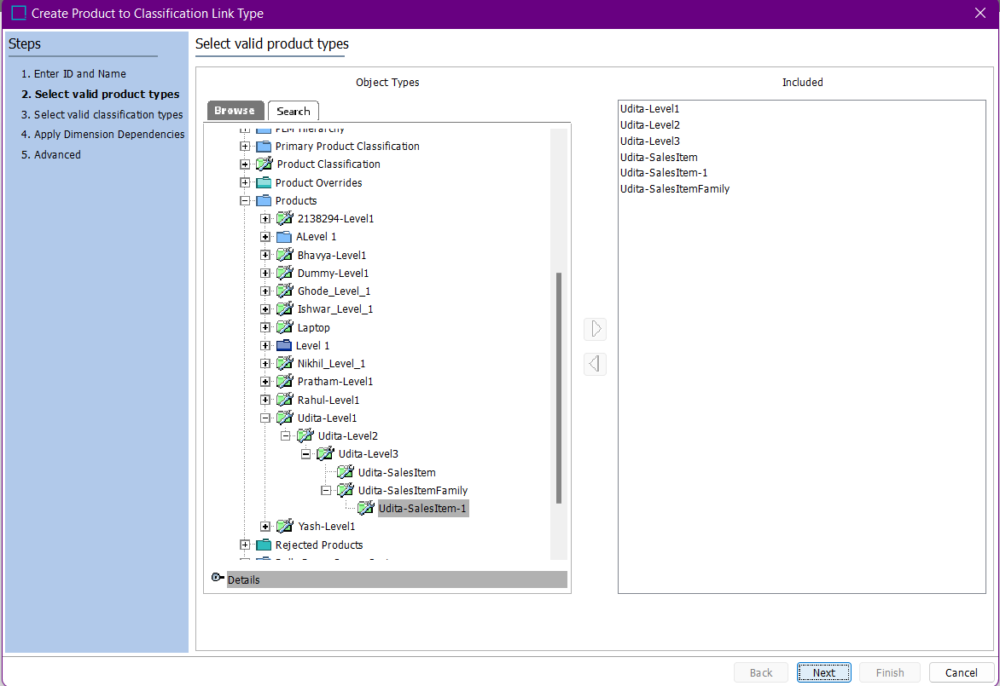 Create Product to Classification Link Type
Steps
1. Enter ID and Name
2. Select valid product types
3. Select valid classification types
4. Apply Dimension Dependencies
5. Advanced
Select valid product types
Object Types
Browse
Search
PLM Hierarchy
Primary Product Classification
Product Classification
Product Overrides
Products
2138294-Level1
ALevel 1
Bhavya-Level1
Dummy-Level1
Ghode_Level_1
Ishwar_Level_1
Laptop
Level 1
Nikhil_Level_1
Pratham-Level1
Rahul-Level1
Udita-Level1
Udita-Level2
Udita-Level3
Udita-SalesItem
Udita-SalesItemFamily
Udita-SalesItem-1
Yash-Level1
Rejected Products
Details
Included
Udita-Level1
Udita-Level2
Udita-Level3
Udita-SalesItem
Udita-SalesItem-1
Udita-SalesItemFamily
Back
Next
Finish
Cancel